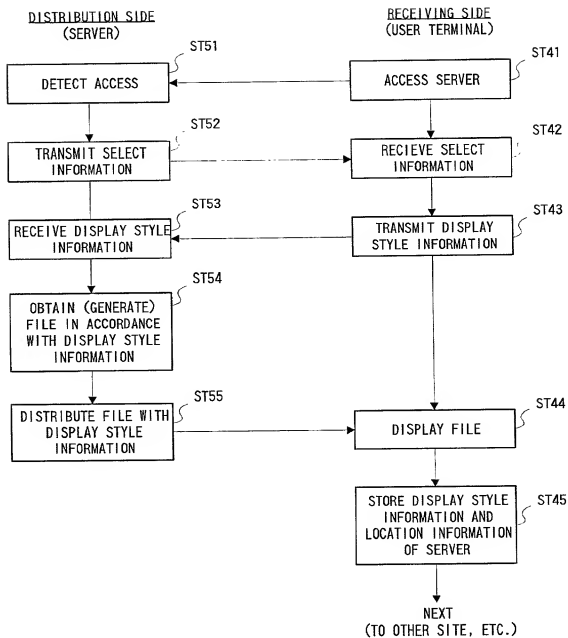 DISTRIBUTION SIDE
(SERVER)
RECEIVING SIDE
(USER TERMINAL)
ST51
DETECT ACCESS
ST41
ACCESS SERVER
ST52
TRANSMIT SELECT
INFORMATION
ST42
RECIEVE SELECT
INFORMATION
ST53
RECEIVE DISPLAY STYLE
INFORMATION
ST43
TRANSMIT DISPLAY
STYLE INFORMATION
ST54
OBTAIN (GENERATE)
FILE IN ACCORDANCE
WITH DISPLAY STYLE
INFORMATION
ST55
DISTRIBUTE FILE WITH
DISPLAY STYLE
INFORMATION
ST44
DISPLAY FILE
ST45
STORE DISPLAY STYLE
INFORMATION AND
LOCATION INFORMATION
OF SERVER
NEXT
(TO OTHER SITE, ETC.)